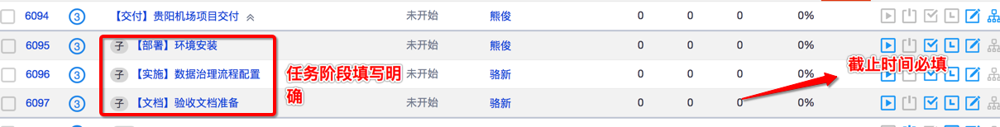 6094 3 【交付】贵阳机场项目交付 未开始 熊俊 0 0 0 0%
6095 3 子 【部署】环境安装 未开始 熊俊 0 0 0 0%
6096 3 子 【实施】数据治理流程配置 未开始 骆新 0 0 0 0%
6097 3 子 【文档】验收文档准备 未开始 骆新 0 0 0 0%
任务阶段填写明
确
截止时间必填